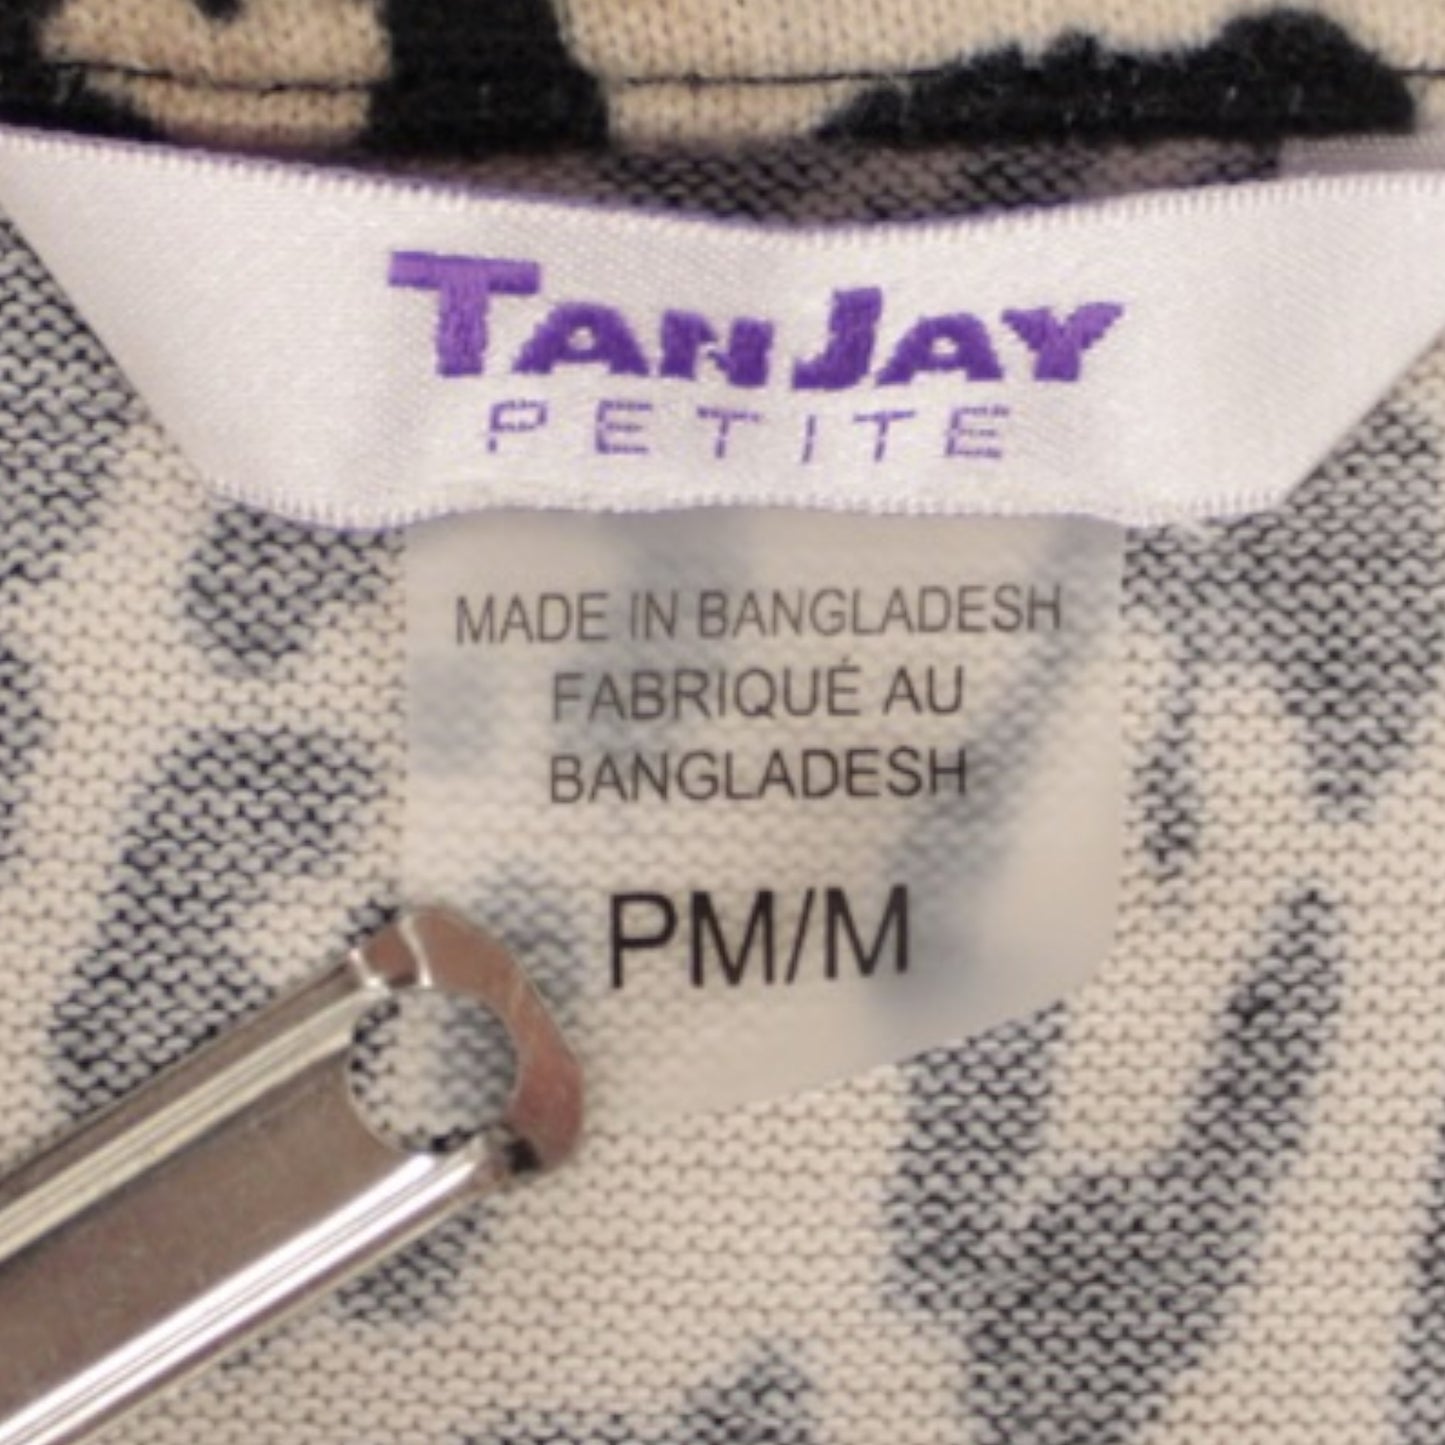 TANJAY
PETITE
MADE IN BANGLADESH
FABRIQUÉ AU
BANGLADESH
PM/M